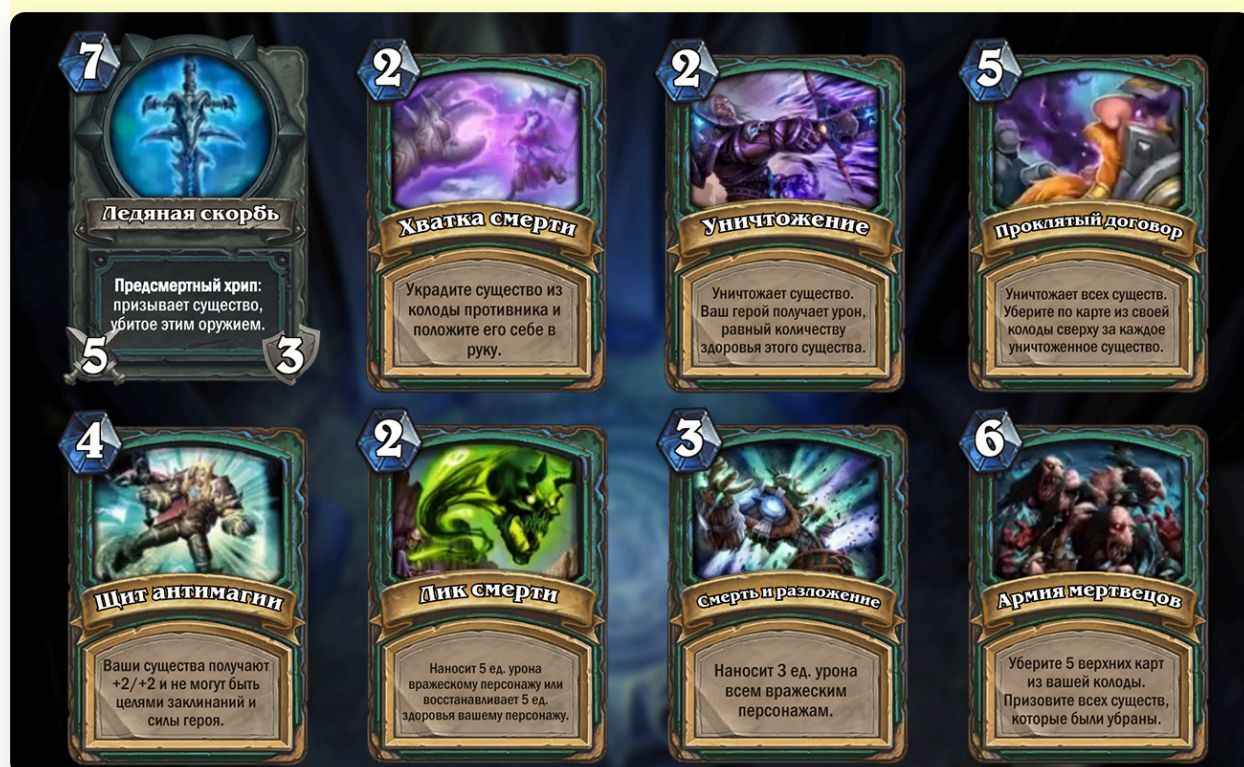 7
Ледяная скорбь
Предсмертный хрип:
призывает существо,
убитое этим оружием.
5
3
2
Хватка смерти
Украдите существо из
колоды противника и
положите его себе в
руку.
2
Уничтожение
Уничтожает существо.
Ваш герой получает урон,
равный количеству
здоровья этого существа.
5
Проклятый договор
Уничтожает всех существ.
Уберите по карте из своей
колоды сверху за каждое
уничтоженное существо.
4
Щит антимагии
Ваши существа получают
+2/+2 и не могут быть
целями заклинаний и
силы героя.
2
Лик смерти
Наносит 5 ед. урона
вражескому персонажу или
восстанавливает 5 ед.
здоровья вашему персонажу.
3
Смерть и разложение
Наносит 3 ед. урона
всем вражеским
персонажам.
6
Армия мертвецов
Уберите 5 верхних карт
из вашей колоды.
Призовите всех существ,
которые были убраны.